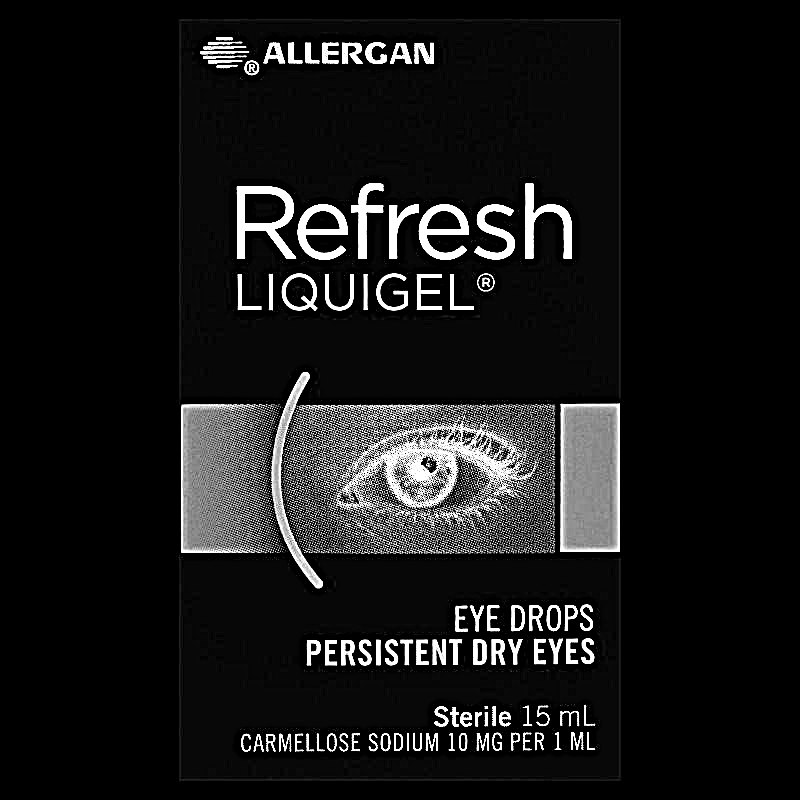 ALLERGAN
Refresh
LIQUIGEL®
EYE DROPS
PERSISTENT DRY EYES
Sterile 15 mL
CARMELLOSE SODIUM 10 MG PER 1 ML